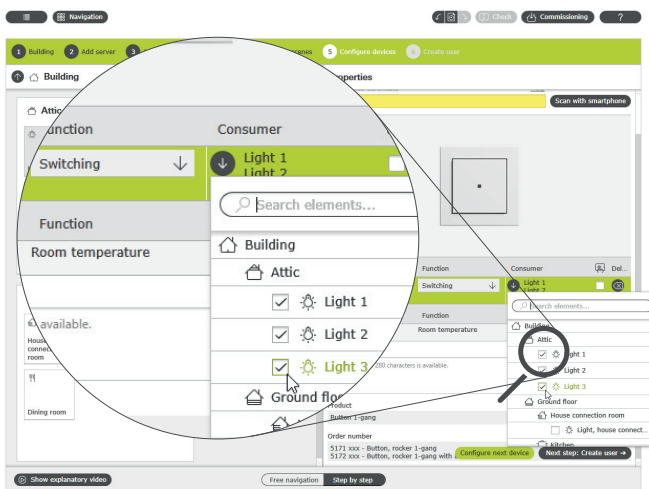 Navigation
Check
Commissioning
?
1 Building 2 Add server 3
scenes 5 Configure devices Create user
Building
roperties
Scan with smartphone
Attic
unction
Consumer
Switching
Light 1
Light 2
Search elements...
Function
Room temperature
Building
Attic
Light 1
Light 2
Light 3
Ground floo
available.
House
connec
room
Dining room
Function
Consumer
Del...
Switching
Light 1
Light 2
Function
Room temperature
Search elements...
Building
Attic
Light 1
Light 2
Light 3
Ground floor
House connection room
Light, house connect...
Kitchen
280 characters is available.
Product
Button 1-gang
Order number
5171 xxx - Button, rocker 1-gang
5172 xxx - Button, rocker 1-gang with
Configure next device
Next step: Create user
Show explanatory video
Free navigation
Step by step